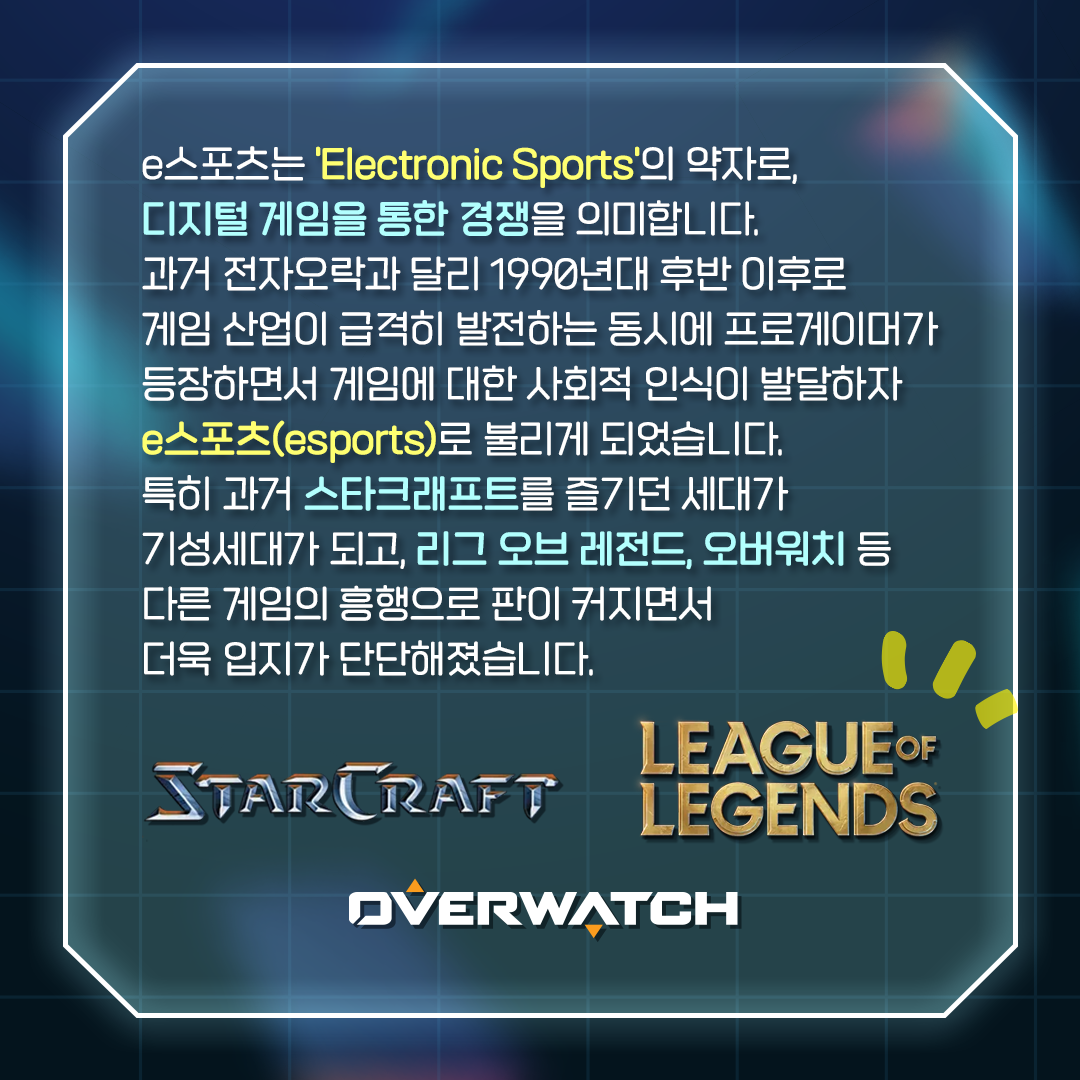 e스포츠는 'Electronic Sports'의 약자로,
디지털 게임을 통한 경쟁을 의미합니다.
과거 전자오락과 달리 1990년대 후반 이후로
게임 산업이 급격히 발전하는 동시에 프로게이머가
등장하면서 게임에 대한 사회적 인식이 발달하자
e스포츠(esports)로 불리게 되었습니다.
특히 과거 스타크래프트를 즐기던 세대가
기성세대가 되고, 리그 오브 레전드, 오버워치 등
다른 게임의 흥행으로 판이 커지면서
더욱 입지가 단단해졌습니다.
STARCRAFT
LEAGUE OF
LEGENDS
OVERWATCH